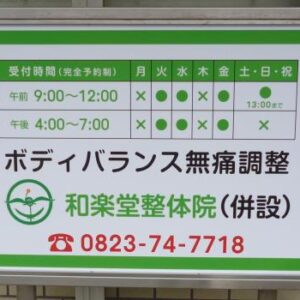 受付時間(完全予約制) 月 火 水 木 金 土・日・祝
午前 9:00〜12:00 × ● ● × ● ● 13:00まで
午後 4:00〜7:00 × ● ● × ● ×
ボディバランス無痛調整
和楽堂整体院(併設)
☎0823-74-7718